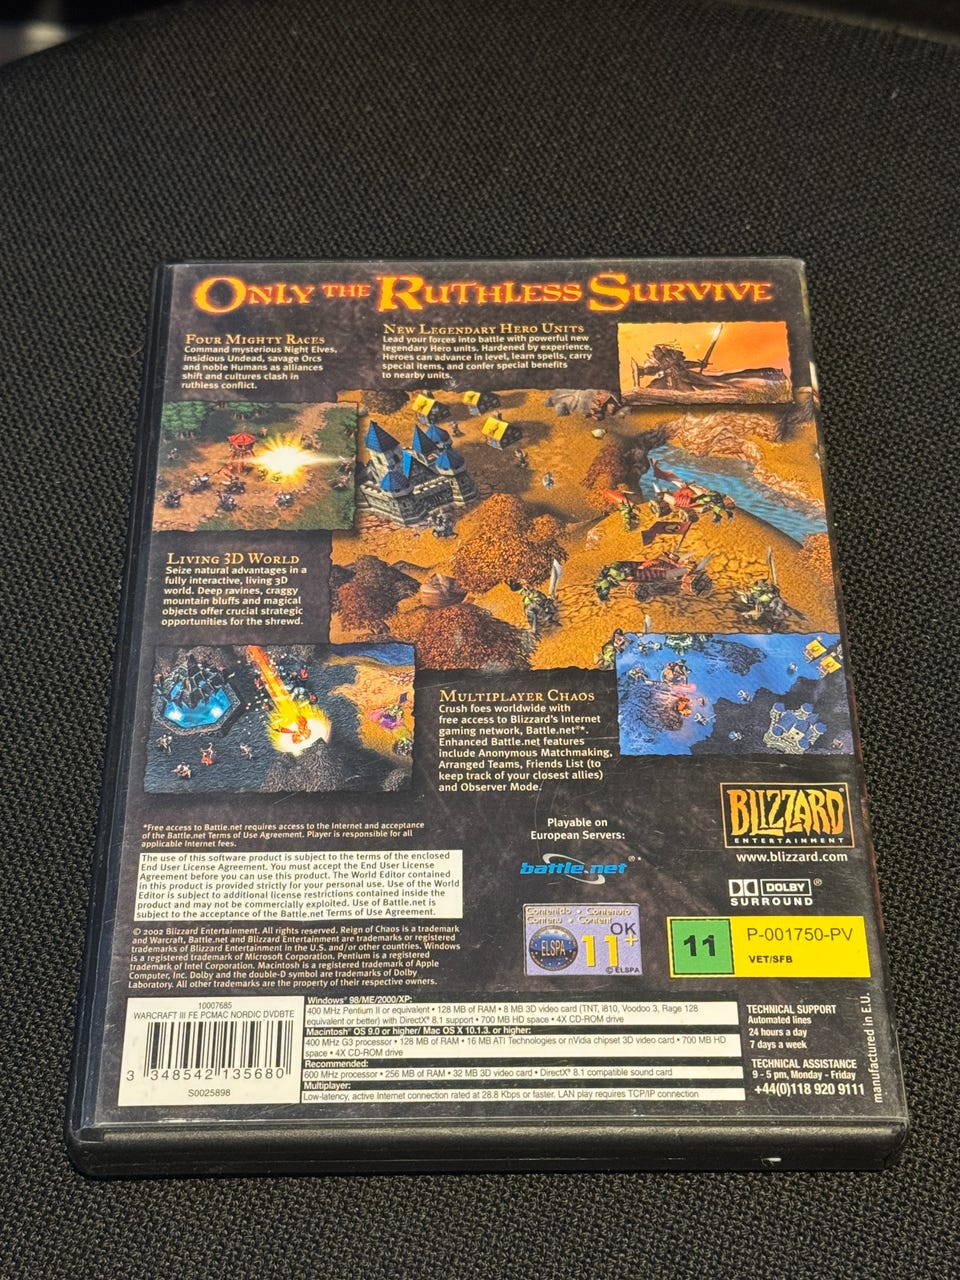 ONLY THE RUTHLESS SURVIVE
FOUR MIGHTY RACES
Command mysterious Night Elves,
insidious Undead, savage Orcs
and noble Humans as alliances
shift and cultures clash in
ruthless conflict.
NEW LEGENDARY HERO UNITS
Lead your forces into battle with powerful new
legendary Hero units. Hardened by experience,
Heroes can advance in level, learn spells, carry
special items, and confer special benefits
to nearby units.
LIVING 3D WORLD
Seize natural advantages in a
fully interactive, living 3D
world. Deep ravines, craggy
mountain bluffs and magical
objects offer crucial strategic
opportunities for the shrewd.
MULTIPLAYER CHAOS
Crush foes worldwide with
free access to Blizzard's Internet
gaming network, Battle.net®*.
Enhanced Battle.net features
include Anonymous Matchmaking,
Arranged Teams, Friends List (to
keep track of your closest allies)
and Observer Mode.
*Free access to Battle.net requires access to the Internet and acceptance
of the Battle.net Terms of Use Agreement. Player is responsible for all
applicable Internet fees.
The use of this software product is subject to the terms of the enclosed
End User License Agreement. You must accept the End User License
Agreement before you can use this product. The World Editor contained
in this product is provided strictly for your personal use. Use of the World
Editor is subject to additional license restrictions contained inside the
product and may not be commercially exploited. Use of Battle.net is
subject to the acceptance of the Battle.net Terms of Use Agreement.
© 2002 Blizzard Entertainment. All rights reserved. Reign of Chaos is a trademark
and Warcraft, Battle.net and Blizzard Entertainment are trademarks or registered
trademarks of Blizzard Entertainment in the U.S. and/or other countries. Windows
is a registered trademark of Microsoft Corporation. Pentium is a registered
trademark of Intel Corporation. Macintosh is a registered trademark of Apple
Computer, Inc. Dolby and the double-D symbol are trademarks of Dolby
Laboratory. All other trademarks are the property of their respective owners.
Playable on
European Servers:
battle.net®*
BLIZZARD
ENTERTAINMENT
www.blizzard.com
DOLBY®
SURROUND
Contenido • Contenuto
Contenu • Content
ELSPA
OK
11+
©ELSPA
11
P-001750-PV
VET/SFB
10007685
WARCRAFT III FE PCMAC NORDIC DVDBTE
3 348542 135680
S0025898
Windows® 98/ME/2000/XP:
400 MHz Pentium II or equivalent • 128 MB of RAM • 8 MB 3D video card (TNT, i810, Voodoo 3, Rage 128
equivalent or better) with DirectX® 8.1 support • 700 MB HD space • 4X CD-ROM drive
Macintosh® OS 9.0 or higher/ Mac OS X 10.1.3. or higher:
400 MHz G3 processor • 128 MB of RAM • 16 MB ATI Technologies or nVidia chipset 3D video card • 700 MB HD
space • 4X CD-ROM drive
Recommended:
600 MHz processor • 256 MB of RAM • 32 MB 3D video card • DirectX® 8.1 compatible sound card
Multiplayer:
Low-latency, active Internet connection rated at 28.8 Kbps or faster. LAN play requires TCP/IP connection
TECHNICAL SUPPORT
Automated lines
24 hours a day
7 days a week
TECHNICAL ASSISTANCE
9 - 5 pm, Monday - Friday
+44(0)118 920 9111
manufactured in E.U.